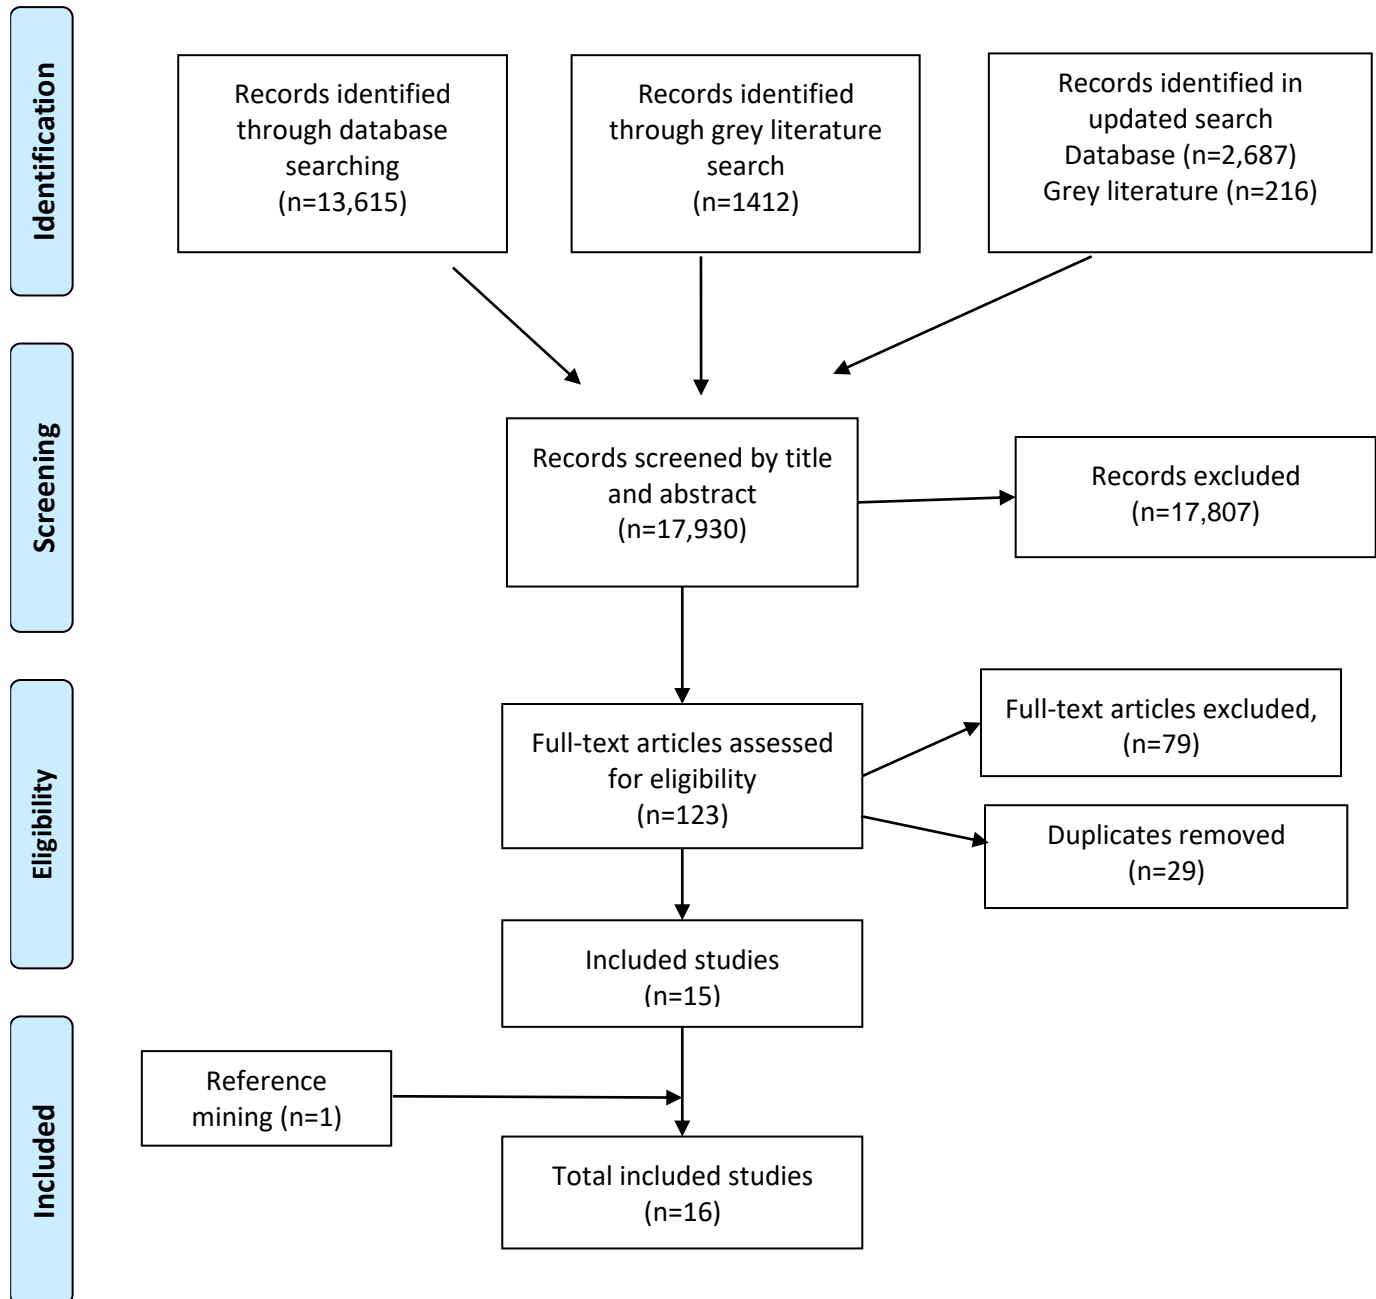 Identification
Records identified
through database
searching
(n=13,615)
Records identified
through grey literature
search
(n=1412)
Records identified in
updated search
Database (n=2,687)
Grey literature (n=216)
Screening
Records screened by title
and abstract
(n=17,930)
Records excluded
(n=17,807)
Eligibility
Full-text articles assessed
for eligibility
(n=123)
Full-text articles excluded,
(n=79)
Duplicates removed
(n=29)
Included studies
(n=15)
Included
Reference
mining (n=1)
Total included studies
(n=16)